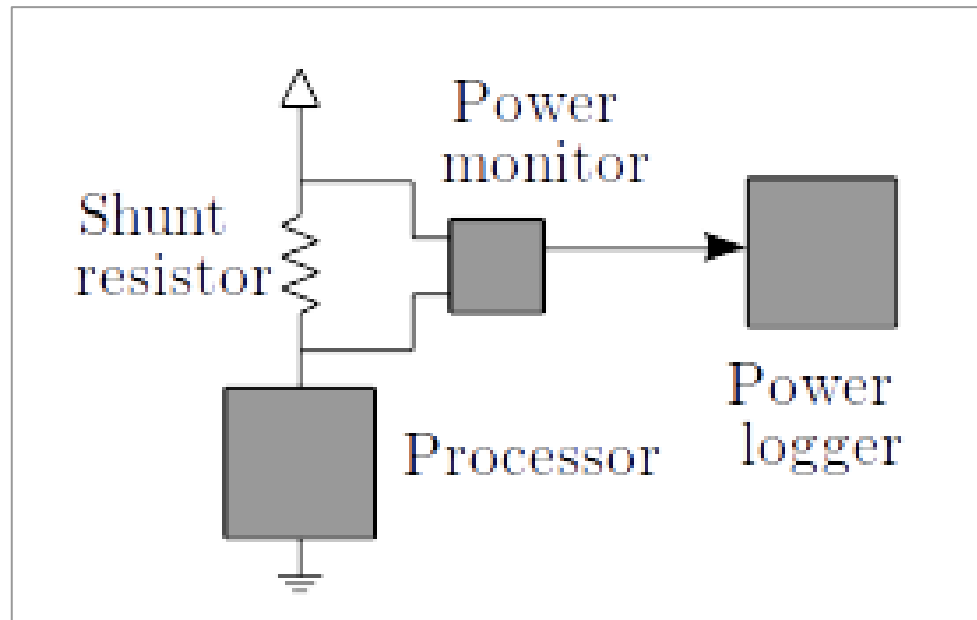 Power
monitor
Shunt
resistor
Power
logger
Processor